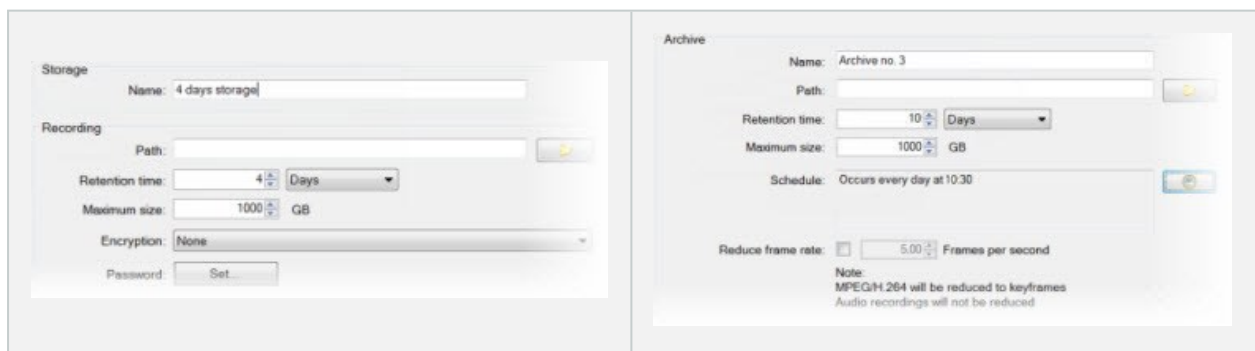 Storage
Name: 4 days storage
Recording
Path:
Retention time: 4 Days
Maximum size: 1000 GB
Encryption: None
Password: Set...
Archive
Name: Archive no. 3
Path:
Retention time: 10 Days
Maximum size: 1000 GB
Schedule: Occurs every day at 10:30
Reduce frame rate: 5.00 Frames per second
Note:
MPEG/H.264 will be reduced to keyframes
Audio recordings will not be reduced